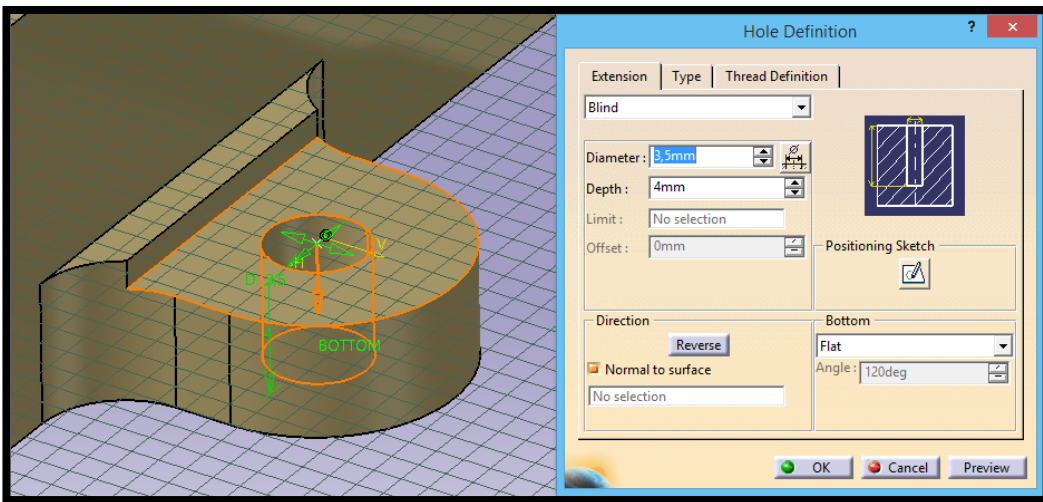 Hole Definition
?
×
Extension
Type
Thread Definition
Blind
Diameter :
3,5mm
Depth :
4mm
Limit :
No selection
Offset :
0mm
Positioning Sketch
Direction
Reverse
Normal to surface
No selection
Bottom
Flat
Angle :
120deg
OK
Cancel
Preview
V
H
D 3,5
BOTTOM